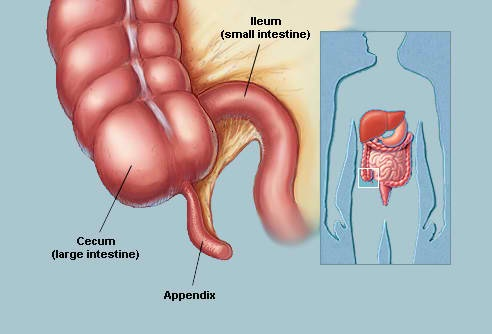 Ileum
(small intestine)
Cecum
(large intestine)
Appendix